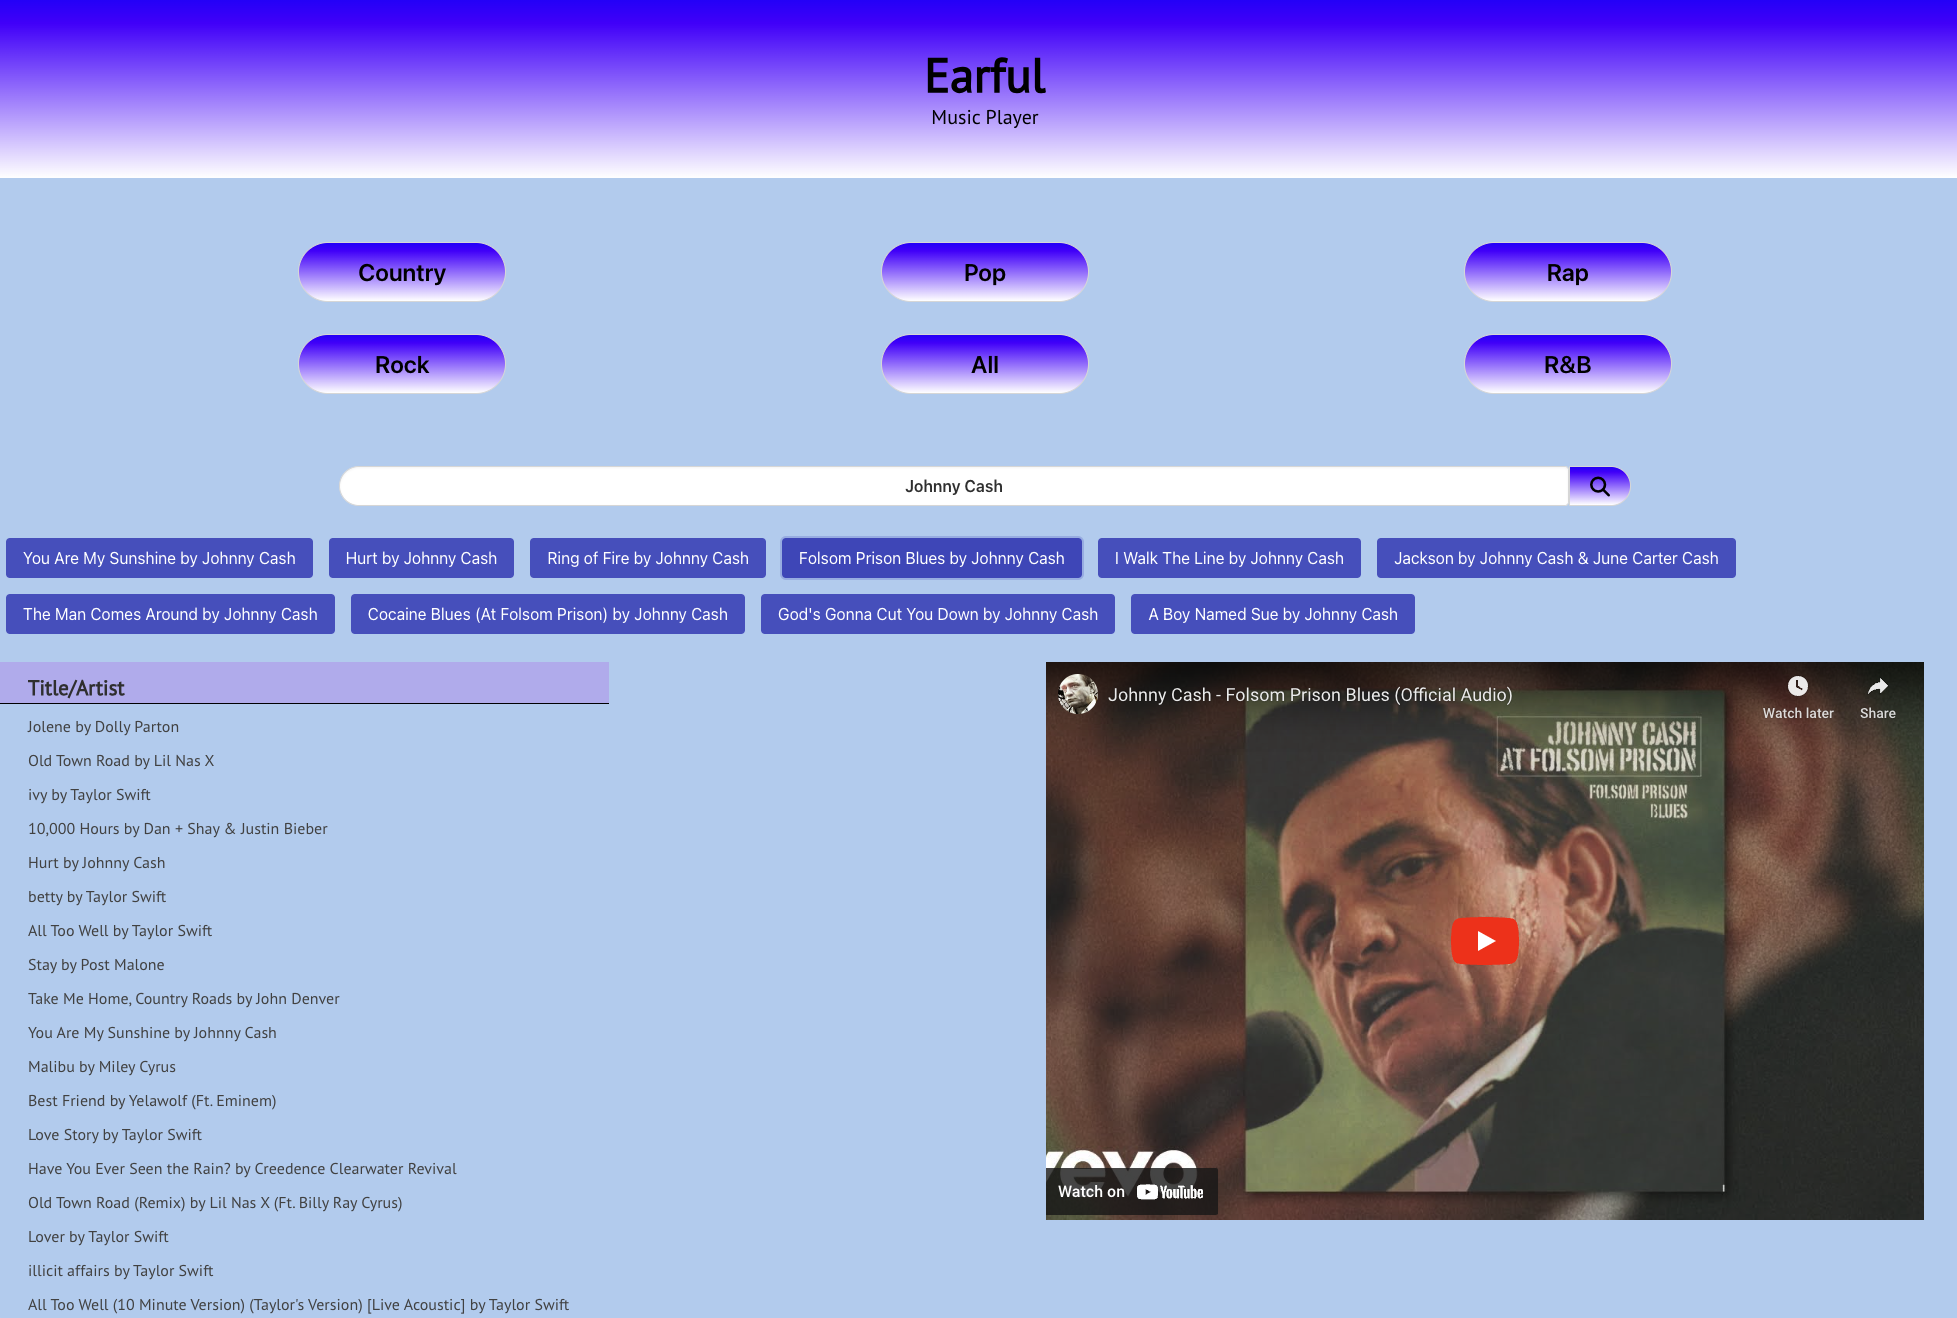 Earful
Music Player
Country
Pop
Rap
Rock
All
R&B
Johnny Cash
You Are My Sunshine by Johnny Cash
Hurt by Johnny Cash
Ring of Fire by Johnny Cash
Folsom Prison Blues by Johnny Cash
I Walk The Line by Johnny Cash
Jackson by Johnny Cash & June Carter Cash
The Man Comes Around by Johnny Cash
Cocaine Blues (At Folsom Prison) by Johnny Cash
God's Gonna Cut You Down by Johnny Cash
A Boy Named Sue by Johnny Cash
Title/Artist
Jolene by Dolly Parton
Old Town Road by Lil Nas X
ivy by Taylor Swift
10,000 Hours by Dan + Shay & Justin Bieber
Hurt by Johnny Cash
betty by Taylor Swift
All Too Well by Taylor Swift
Stay by Post Malone
Take Me Home, Country Roads by John Denver
You Are My Sunshine by Johnny Cash
Malibu by Miley Cyrus
Best Friend by Yelawolf (Ft. Eminem)
Love Story by Taylor Swift
Have You Ever Seen the Rain? by Creedence Clearwater Revival
Old Town Road (Remix) by Lil Nas X (Ft. Billy Ray Cyrus)
Lover by Taylor Swift
illicit affairs by Taylor Swift
All Too Well (10 Minute Version) (Taylor's Version) [Live Acoustic] by Taylor Swift
Johnny Cash - Folsom Prison Blues (Official Audio)
Watch later
Share
JOHNNY CASH
AT FOLSOM PRISON
FOLSOM PRISON
BLUES
vevo
Watch on YouTube